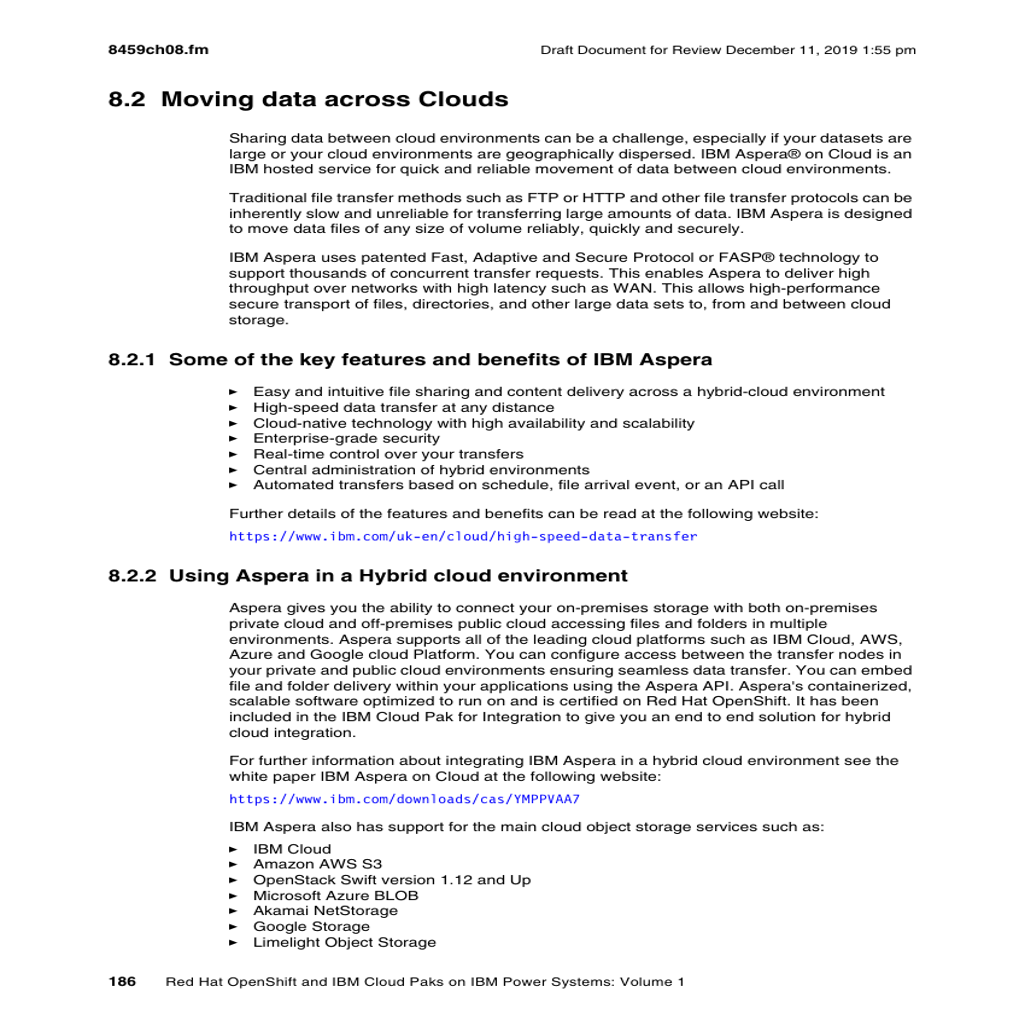 8459ch08.fm
Draft Document for Review December 11, 2019 1:55 pm
8.2 Moving data across Clouds
Sharing data between cloud environments can be a challenge, especially if your datasets are
large or your cloud environments are geographically dispersed. IBM Aspera® on Cloud is an
IBM hosted service for quick and reliable movement of data between cloud environments.
Traditional file transfer methods such as FTP or HTTP and other file transfer protocols can be
inherently slow and unreliable for transferring large amounts of data. IBM Aspera is designed
to move data files of any size of volume reliably, quickly and securely.
IBM Aspera uses patented Fast, Adaptive and Secure Protocol or FASP® technology to
support thousands of concurrent transfer requests. This enables Aspera to deliver high
throughput over networks with high latency such as WAN. This allows high-performance
secure transport of files, directories, and other large data sets to, from and between cloud
storage.
8.2.1 Some of the key features and benefits of IBM Aspera
► Easy and intuitive file sharing and content delivery across a hybrid-cloud environment
► High-speed data transfer at any distance
► Cloud-native technology with high availability and scalability
► Enterprise-grade security
► Real-time control over your transfers
► Central administration of hybrid environments
► Automated transfers based on schedule, file arrival event, or an API call
Further details of the features and benefits can be read at the following website:
https://www.ibm.com/uk-en/cloud/high-speed-data-transfer
8.2.2 Using Aspera in a Hybrid cloud environment
Aspera gives you the ability to connect your on-premises storage with both on-premises
private cloud and off-premises public cloud accessing files and folders in multiple
environments. Aspera supports all of the leading cloud platforms such as IBM Cloud, AWS,
Azure and Google cloud Platform. You can configure access between the transfer nodes in
your private and public cloud environments ensuring seamless data transfer. You can embed
file and folder delivery within your applications using the Aspera API. Aspera's containerized,
scalable software optimized to run on and is certified on Red Hat OpenShift. It has been
included in the IBM Cloud Pak for Integration to give you an end to end solution for hybrid
cloud integration.
For further information about integrating IBM Aspera in a hybrid cloud environment see the
white paper IBM Aspera on Cloud at the following website:
https://www.ibm.com/downloads/cas/YMPPVAA7
IBM Aspera also has support for the main cloud object storage services such as:
► IBM Cloud
► Amazon AWS S3
► OpenStack Swift version 1.12 and Up
► Microsoft Azure BLOB
► Akamai NetStorage
► Google Storage
► Limelight Object Storage
186 Red Hat OpenShift and IBM Cloud Paks on IBM Power Systems: Volume 1